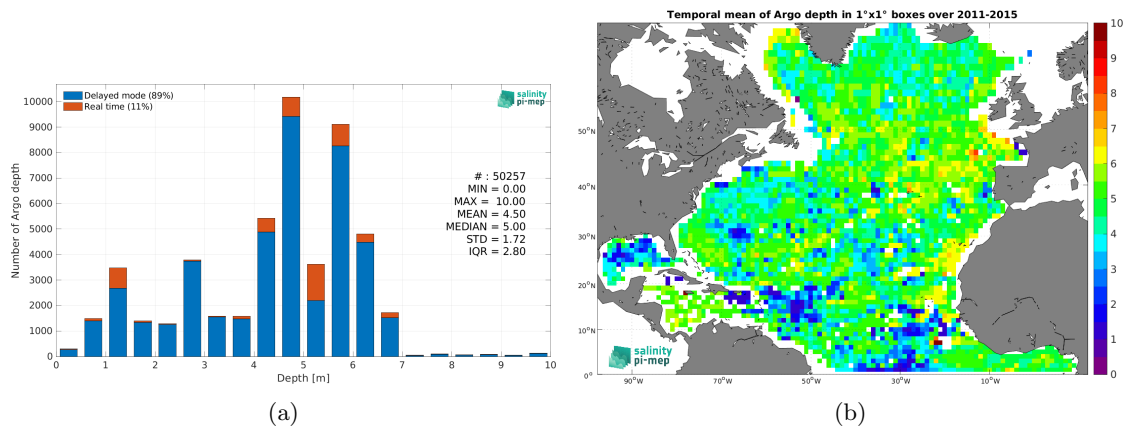 Delayed mode (89%)
Real time (11%)
salinity
pi-mep
# : 50257
MIN = 0.00
MAX = 10.00
MEAN = 4.50
MEDIAN = 5.00
STD = 1.72
IQR = 2.80
Number of Argo depth
10000
9000
8000
7000
6000
5000
4000
3000
2000
1000
0
0 1 2 3 4 5 6 7 8 9 10
Depth [m]
(a)
Temporal mean of Argo depth in 1°x1° boxes over 2011-2015
50°N
40°N
30°N
20°N
10°N
0°
90°W 70°W 50°W 30°W 10°W
salinity
pi-mep
10
9
8
7
6
5
4
3
2
1
0
(b)